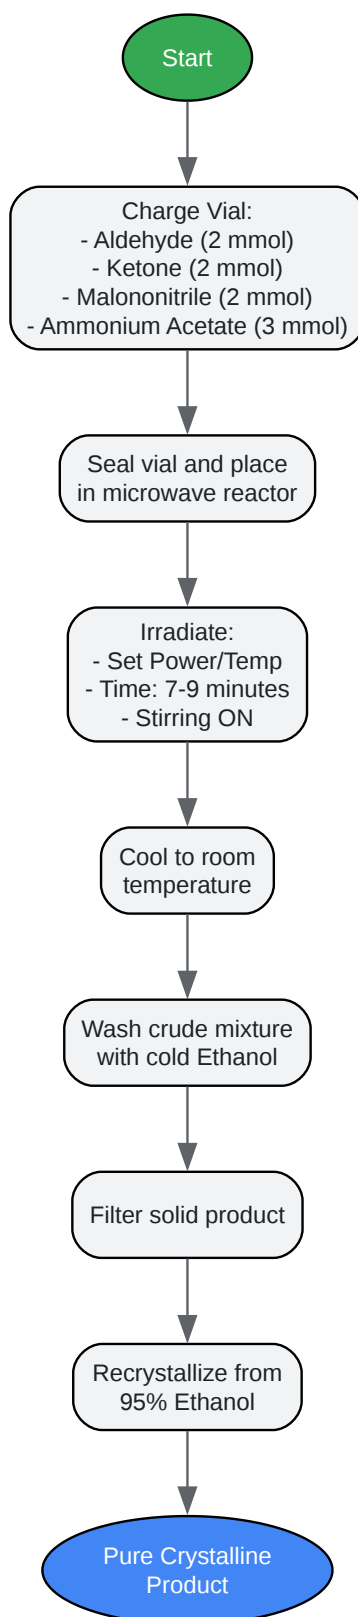 Start
Charge Vial:
- Aldehyde (2 mmol)
- Ketone (2 mmol)
- Malononitrile (2 mmol)
- Ammonium Acetate (3 mmol)
Seal vial and place
in microwave reactor
Irradiate:
- Set Power/Temp
- Time: 7-9 minutes
- Stirring ON
Cool to room
temperature
Wash crude mixture
with cold Ethanol
Filter solid product
Recrystallize from
95% Ethanol
Pure Crystalline
Product